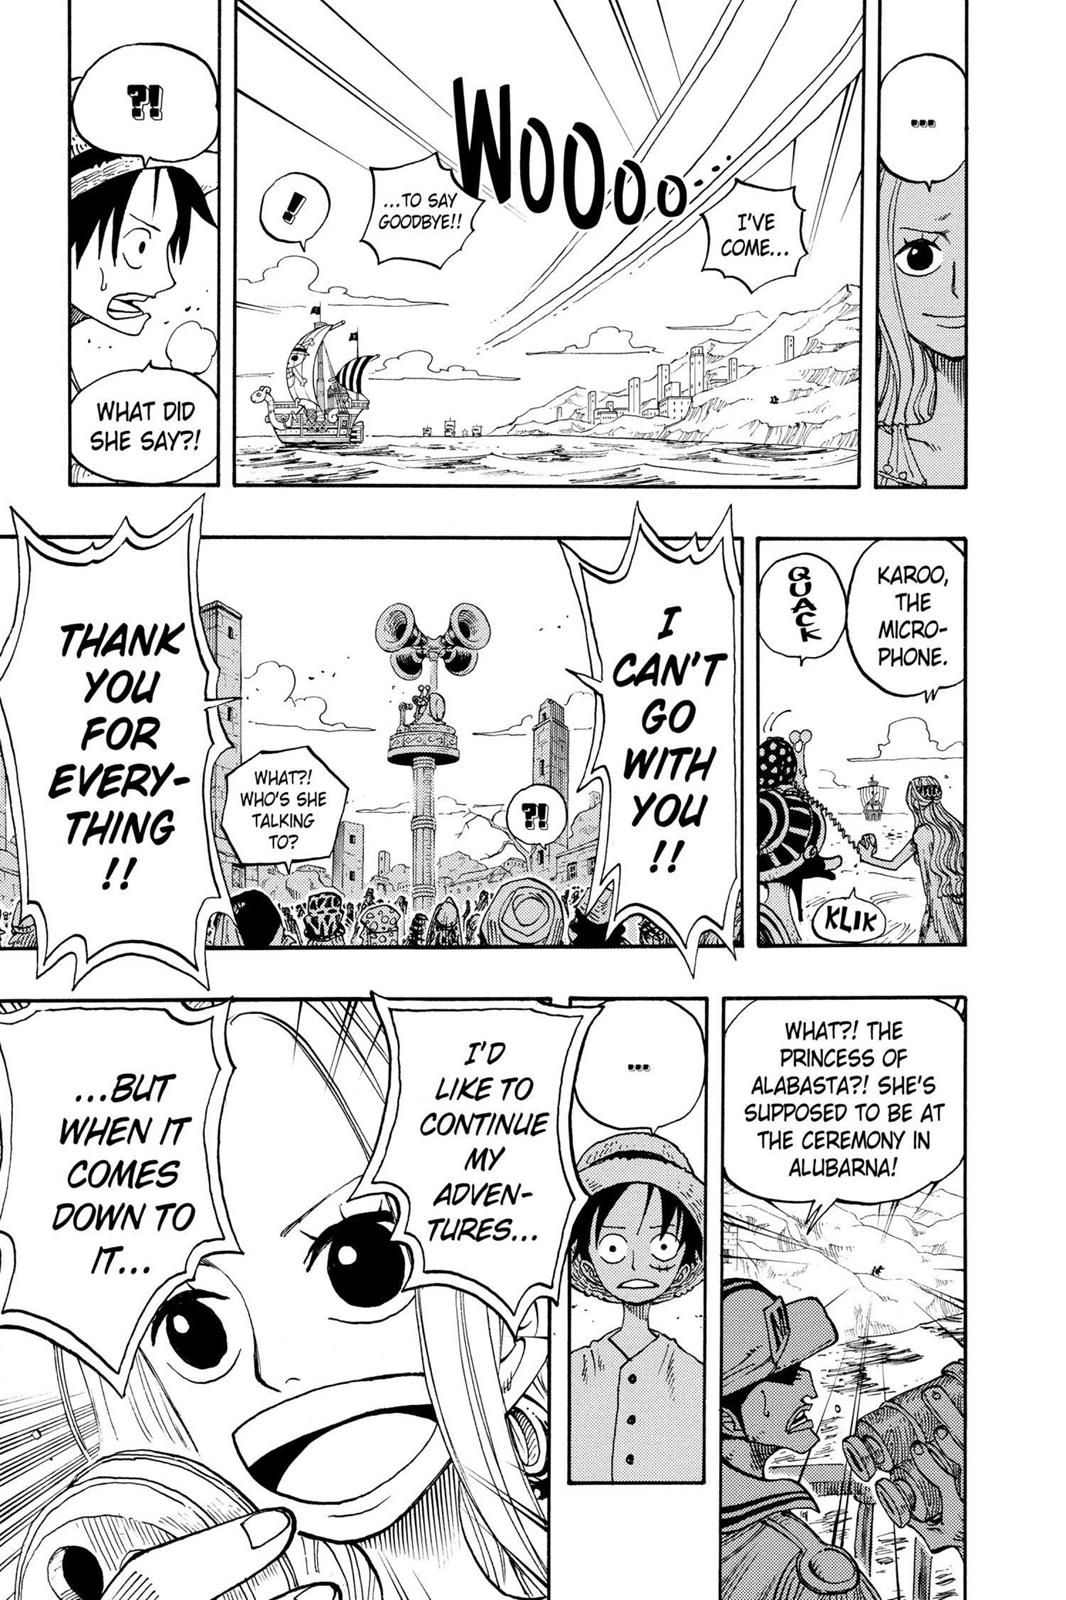 ...
I'VE
COME...
WOOOOO...
...TO SAY
GOODBYE!!
!
?!
WHAT DID
SHE SAY?!
KAROO,
THE
MICRO-
PHONE.
QUACK
KLIK
I
CAN'T
GO
WITH
YOU
!!
?!
WHAT?!
WHO'S SHE
TALKING
TO?
THANK
YOU
FOR
EVERY-
THING
!!
WHAT?! THE
PRINCESS OF
ALABASTA?! SHE'S
SUPPOSED TO BE AT
THE CEREMONY IN
ALUBARNA!
...
I'D
LIKE TO
CONTINUE
MY
ADVEN-
TURES...
...BUT
WHEN IT
COMES
DOWN TO
IT...